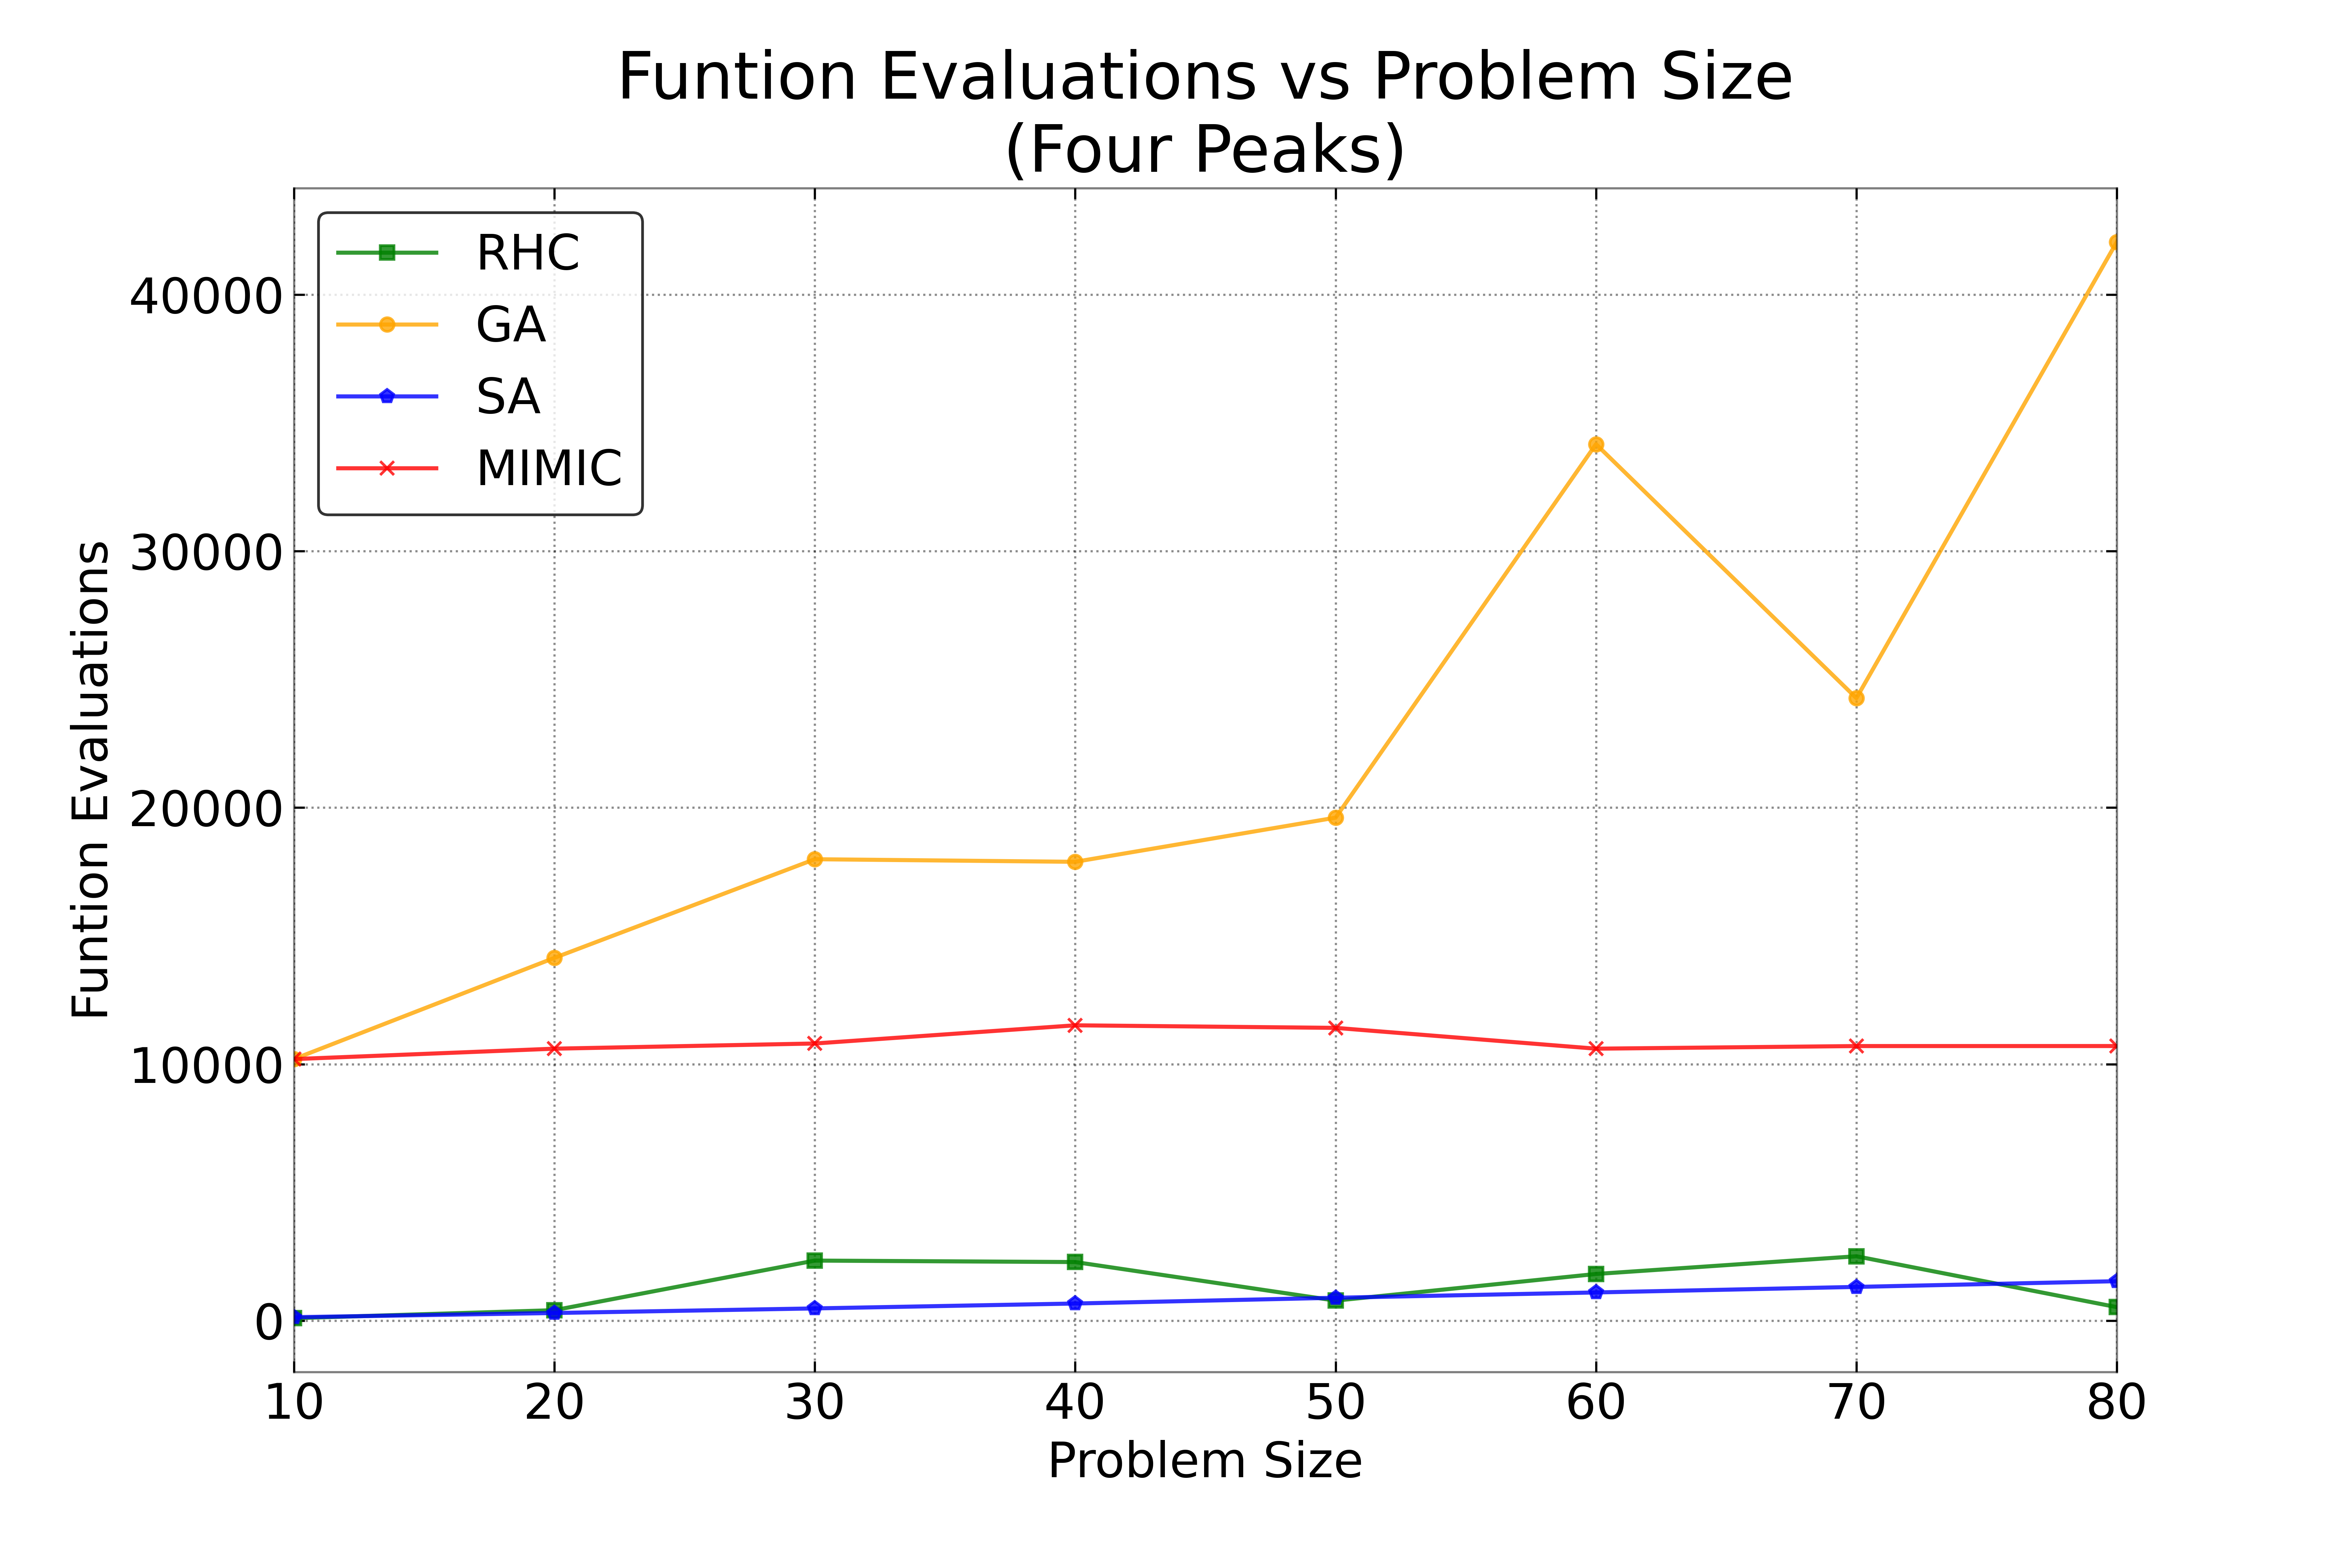 Funtion Evaluations vs Problem Size
(Four Peaks)
RHC
GA
SA
MIMIC
Funtion Evaluations
40000
30000
20000
10000
0
10 20 30 40 50 60 70 80
Problem Size